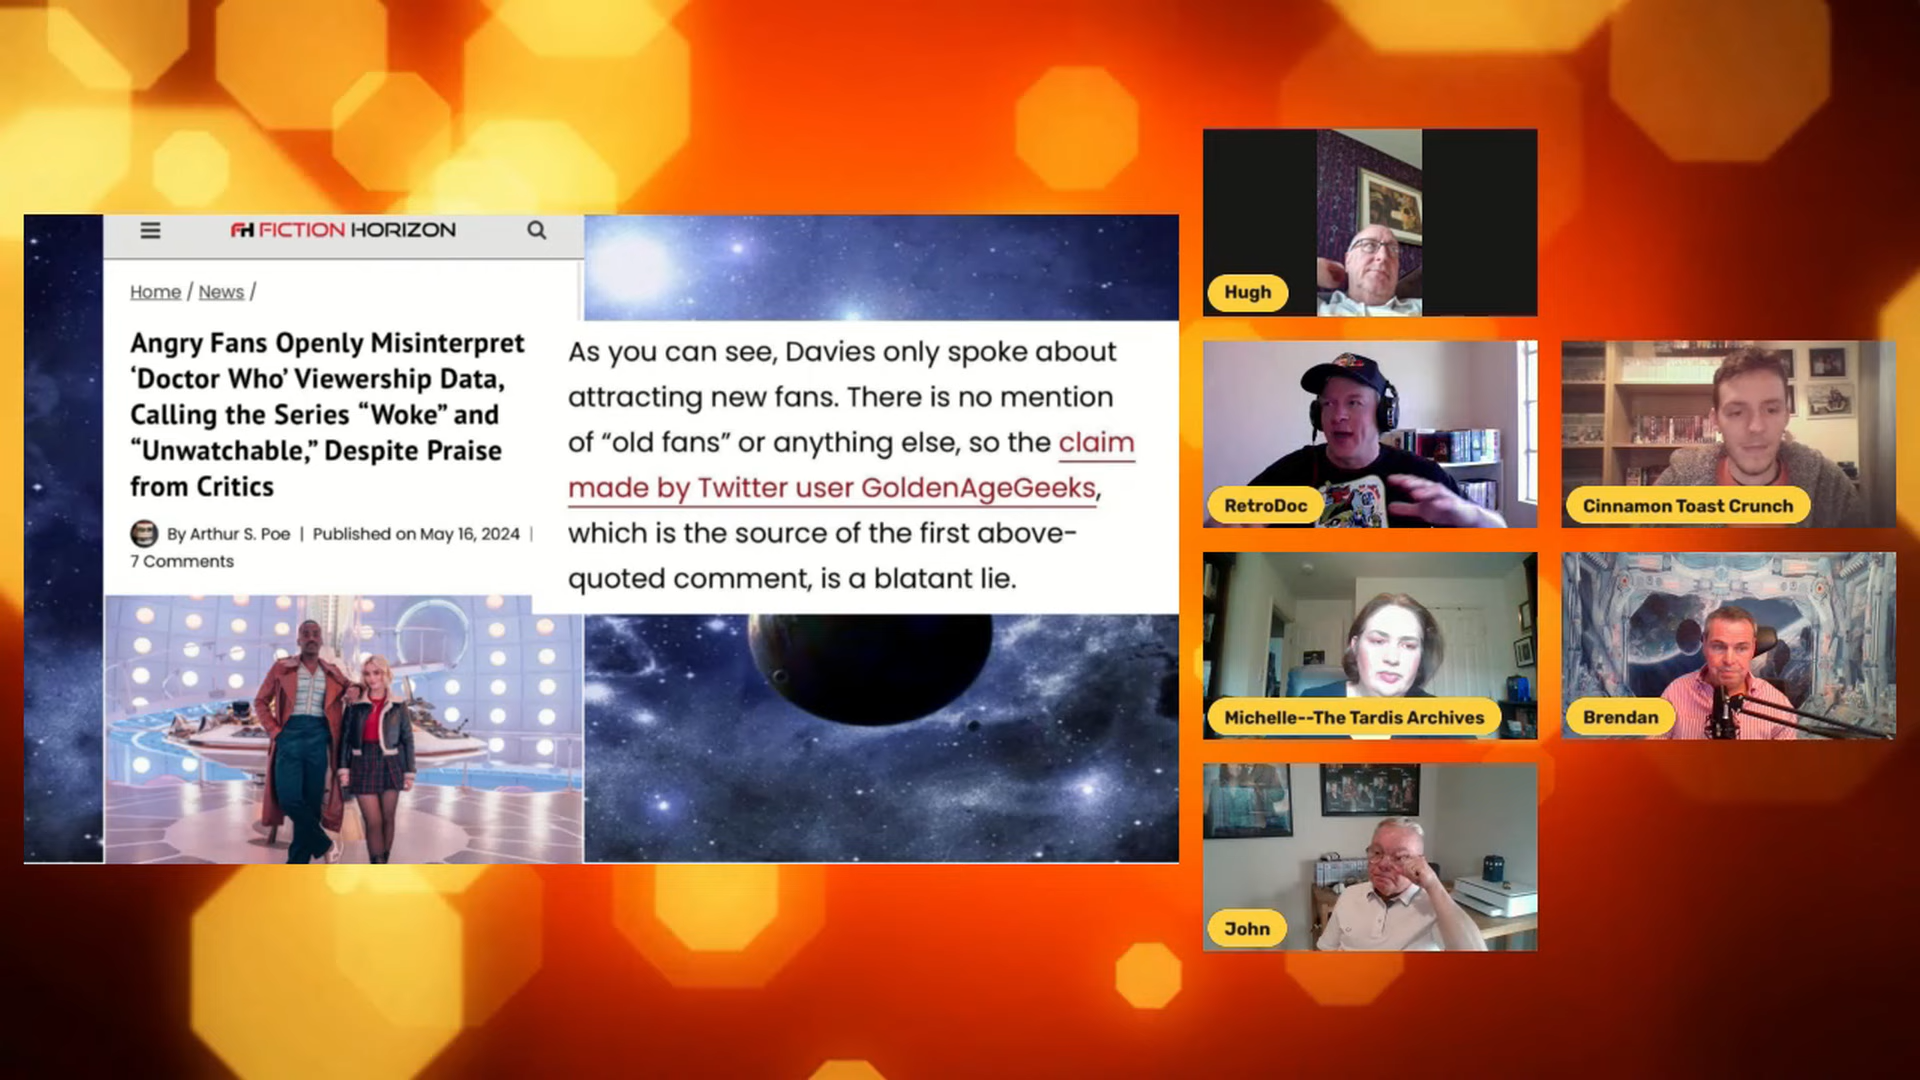 FH FICTION HORIZON
Home / News /
Angry Fans Openly Misinterpret
‘Doctor Who’ Viewership Data,
Calling the Series “Woke” and
“Unwatchable,” Despite Praise
from Critics
By Arthur S. Poe | Published on May 16, 2024 |
7 Comments
As you can see, Davies only spoke about
attracting new fans. There is no mention
of “old fans” or anything else, so the claim
made by Twitter user GoldenAgeGeeks,
which is the source of the first above-
quoted comment, is a blatant lie.
Hugh
RetroDoc
Cinnamon Toast Crunch
Michelle--The Tardis Archives
Brendan
John